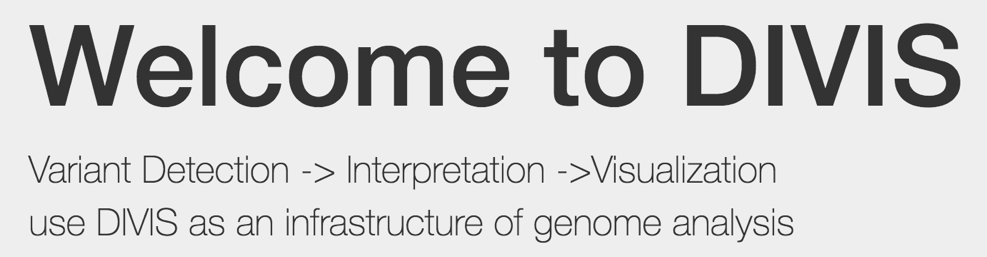 Welcome to DIVIS
Variant Detection -> Interpretation ->Visualization
use DIVIS as an infrastructure of genome analysis